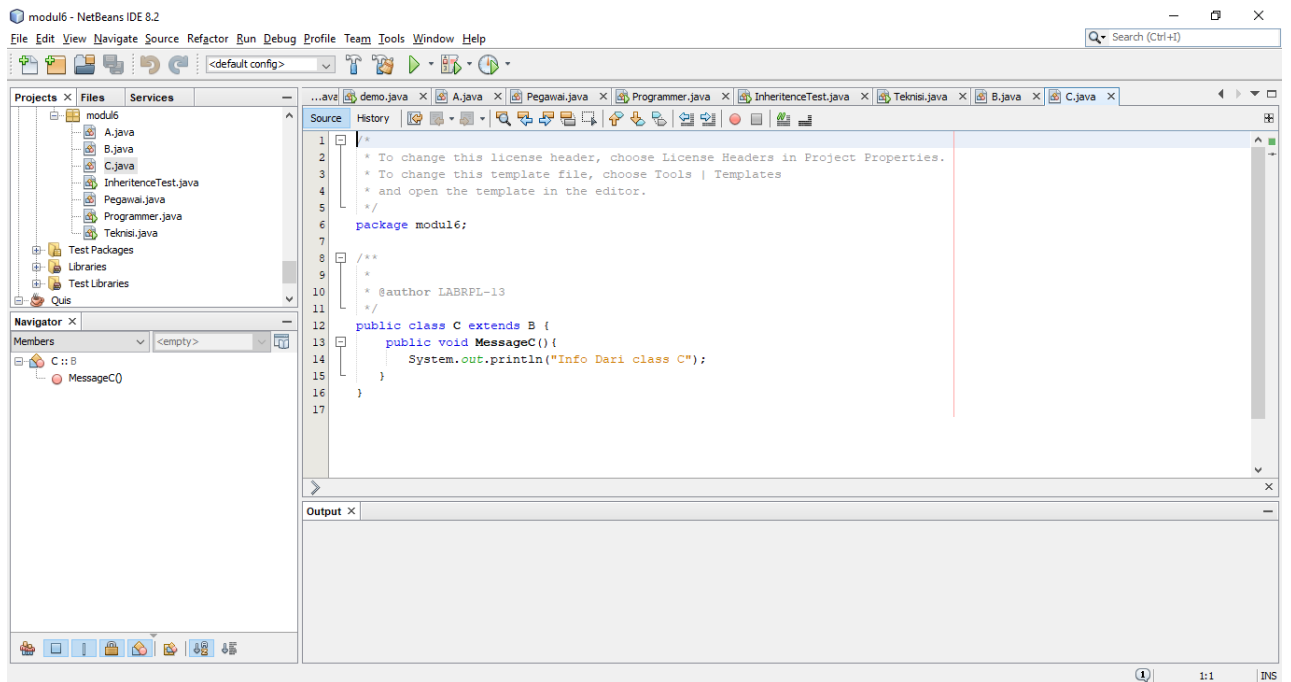 modul6 - NetBeans IDE 8.2
File Edit View Navigate Source Refactor Run Debug Profile Team Tools Window Help
Search (Ctrl+I)
<default config>
Projects Files Services
modul6
A.java
B.java
C.java
InheritenceTest.java
Pegawai.java
Programmer.java
Teknisi.java
Test Packages
Libraries
Test Libraries
Quis
Navigator
Members <empty>
C :: B
MessageC()
...ava demo.java A.java Pegawai.java Programmer.java InheritenceTest.java Teknisi.java B.java C.java
Source History
1 /*
2 * To change this license header, choose License Headers in Project Properties.
3 * To change this template file, choose Tools | Templates
4 * and open the template in the editor.
5 */
6 package modul6;
7
8 /**
9 *
10 * @author LABRPL-13
11 */
12 public class C extends B {
13 public void MessageC(){
14 System.out.println("Info Dari class C");
15 }
16 }
17
Output
1 1:1 INS